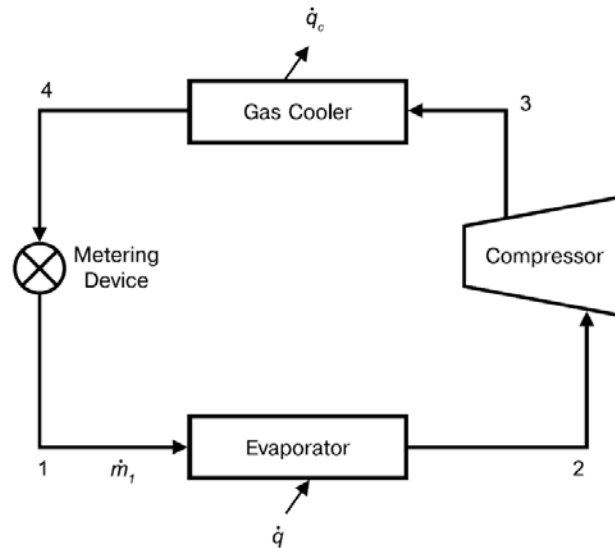 q̇c
4
Gas Cooler
3
Metering
Device
Compressor
Evaporator
1
ṁ1
2
q̇